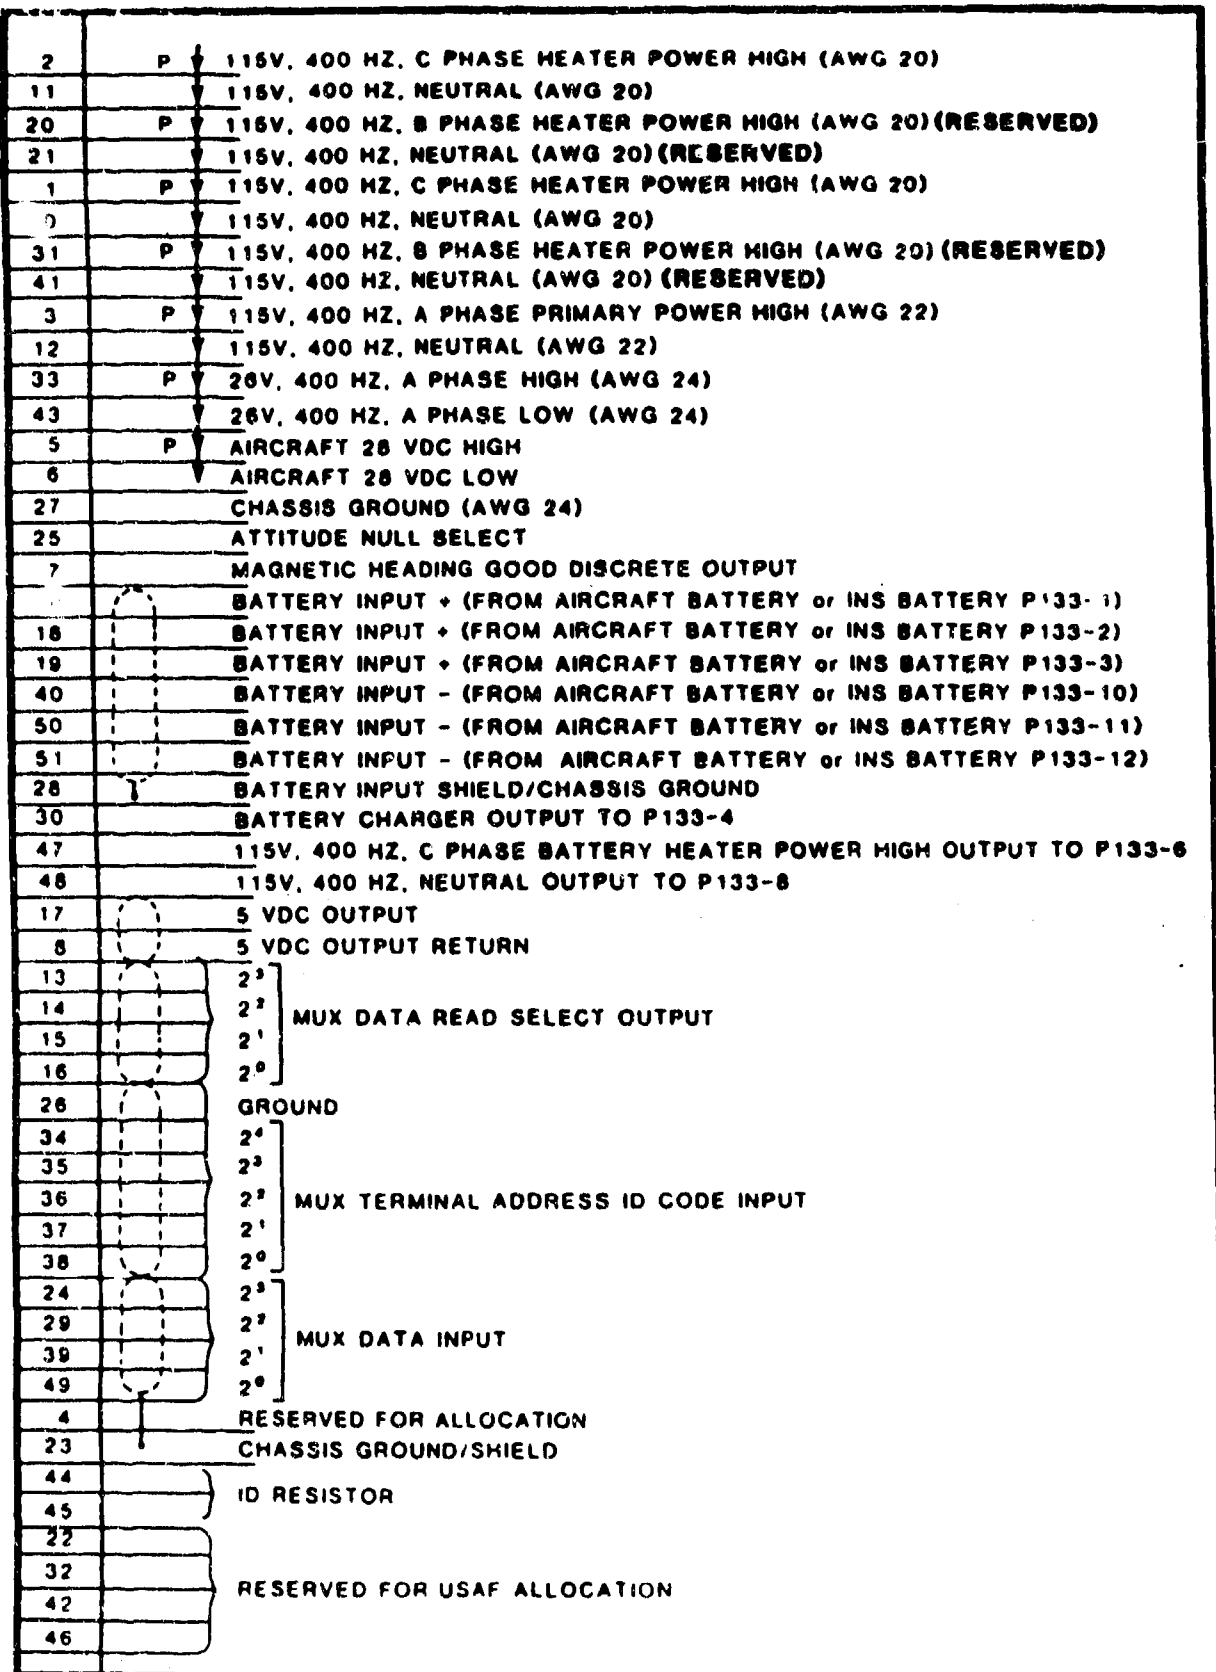 2 P 115V, 400 HZ, C PHASE HEATER POWER HIGH (AWG 20)
11 115V, 400 HZ, NEUTRAL (AWG 20)
20 P 115V, 400 HZ, B PHASE HEATER POWER HIGH (AWG 20) (RESERVED)
21 115V, 400 HZ, NEUTRAL (AWG 20) (RESERVED)
1 P 115V, 400 HZ, C PHASE HEATER POWER HIGH (AWG 20)
115V, 400 HZ, NEUTRAL (AWG 20)
31 P 115V, 400 HZ, B PHASE HEATER POWER HIGH (AWG 20) (RESERVED)
41 115V, 400 HZ, NEUTRAL (AWG 20) (RESERVED)
3 P 115V, 400 HZ, A PHASE PRIMARY POWER HIGH (AWG 22)
12 115V, 400 HZ, NEUTRAL (AWG 22)
33 P 26V, 400 HZ, A PHASE HIGH (AWG 24)
43 26V, 400 HZ, A PHASE LOW (AWG 24)
5 P AIRCRAFT 28 VDC HIGH
6 AIRCRAFT 28 VDC LOW
27 CHASSIS GROUND (AWG 24)
25 ATTITUDE NULL SELECT
7 MAGNETIC HEADING GOOD DISCRETE OUTPUT
BATTERY INPUT + (FROM AIRCRAFT BATTERY or INS BATTERY P133-1)
18 BATTERY INPUT + (FROM AIRCRAFT BATTERY or INS BATTERY P133-2)
19 BATTERY INPUT + (FROM AIRCRAFT BATTERY or INS BATTERY P133-3)
40 BATTERY INPUT - (FROM AIRCRAFT BATTERY or INS BATTERY P133-10)
50 BATTERY INPUT - (FROM AIRCRAFT BATTERY or INS BATTERY P133-11)
51 BATTERY INPUT - (FROM AIRCRAFT BATTERY or INS BATTERY P133-12)
28 BATTERY INPUT SHIELD/CHASSIS GROUND
30 BATTERY CHARGER OUTPUT TO P133-4
47 115V, 400 HZ, C PHASE BATTERY HEATER POWER HIGH OUTPUT TO P133-6
48 115V, 400 HZ, NEUTRAL OUTPUT TO P133-8
17 5 VDC OUTPUT
8 5 VDC OUTPUT RETURN
13 2³
14 2² MUX DATA READ SELECT OUTPUT
15 2¹
16 2⁰
26 GROUND
34 2⁴
35 2³
36 2² MUX TERMINAL ADDRESS ID CODE INPUT
37 2¹
38 2⁰
24 2³
29 2² MUX DATA INPUT
39 2¹
49 2⁰
4 RESERVED FOR ALLOCATION
23 CHASSIS GROUND/SHIELD
44
ID RESISTOR
45
22
32
RESERVED FOR USAF ALLOCATION
42
46